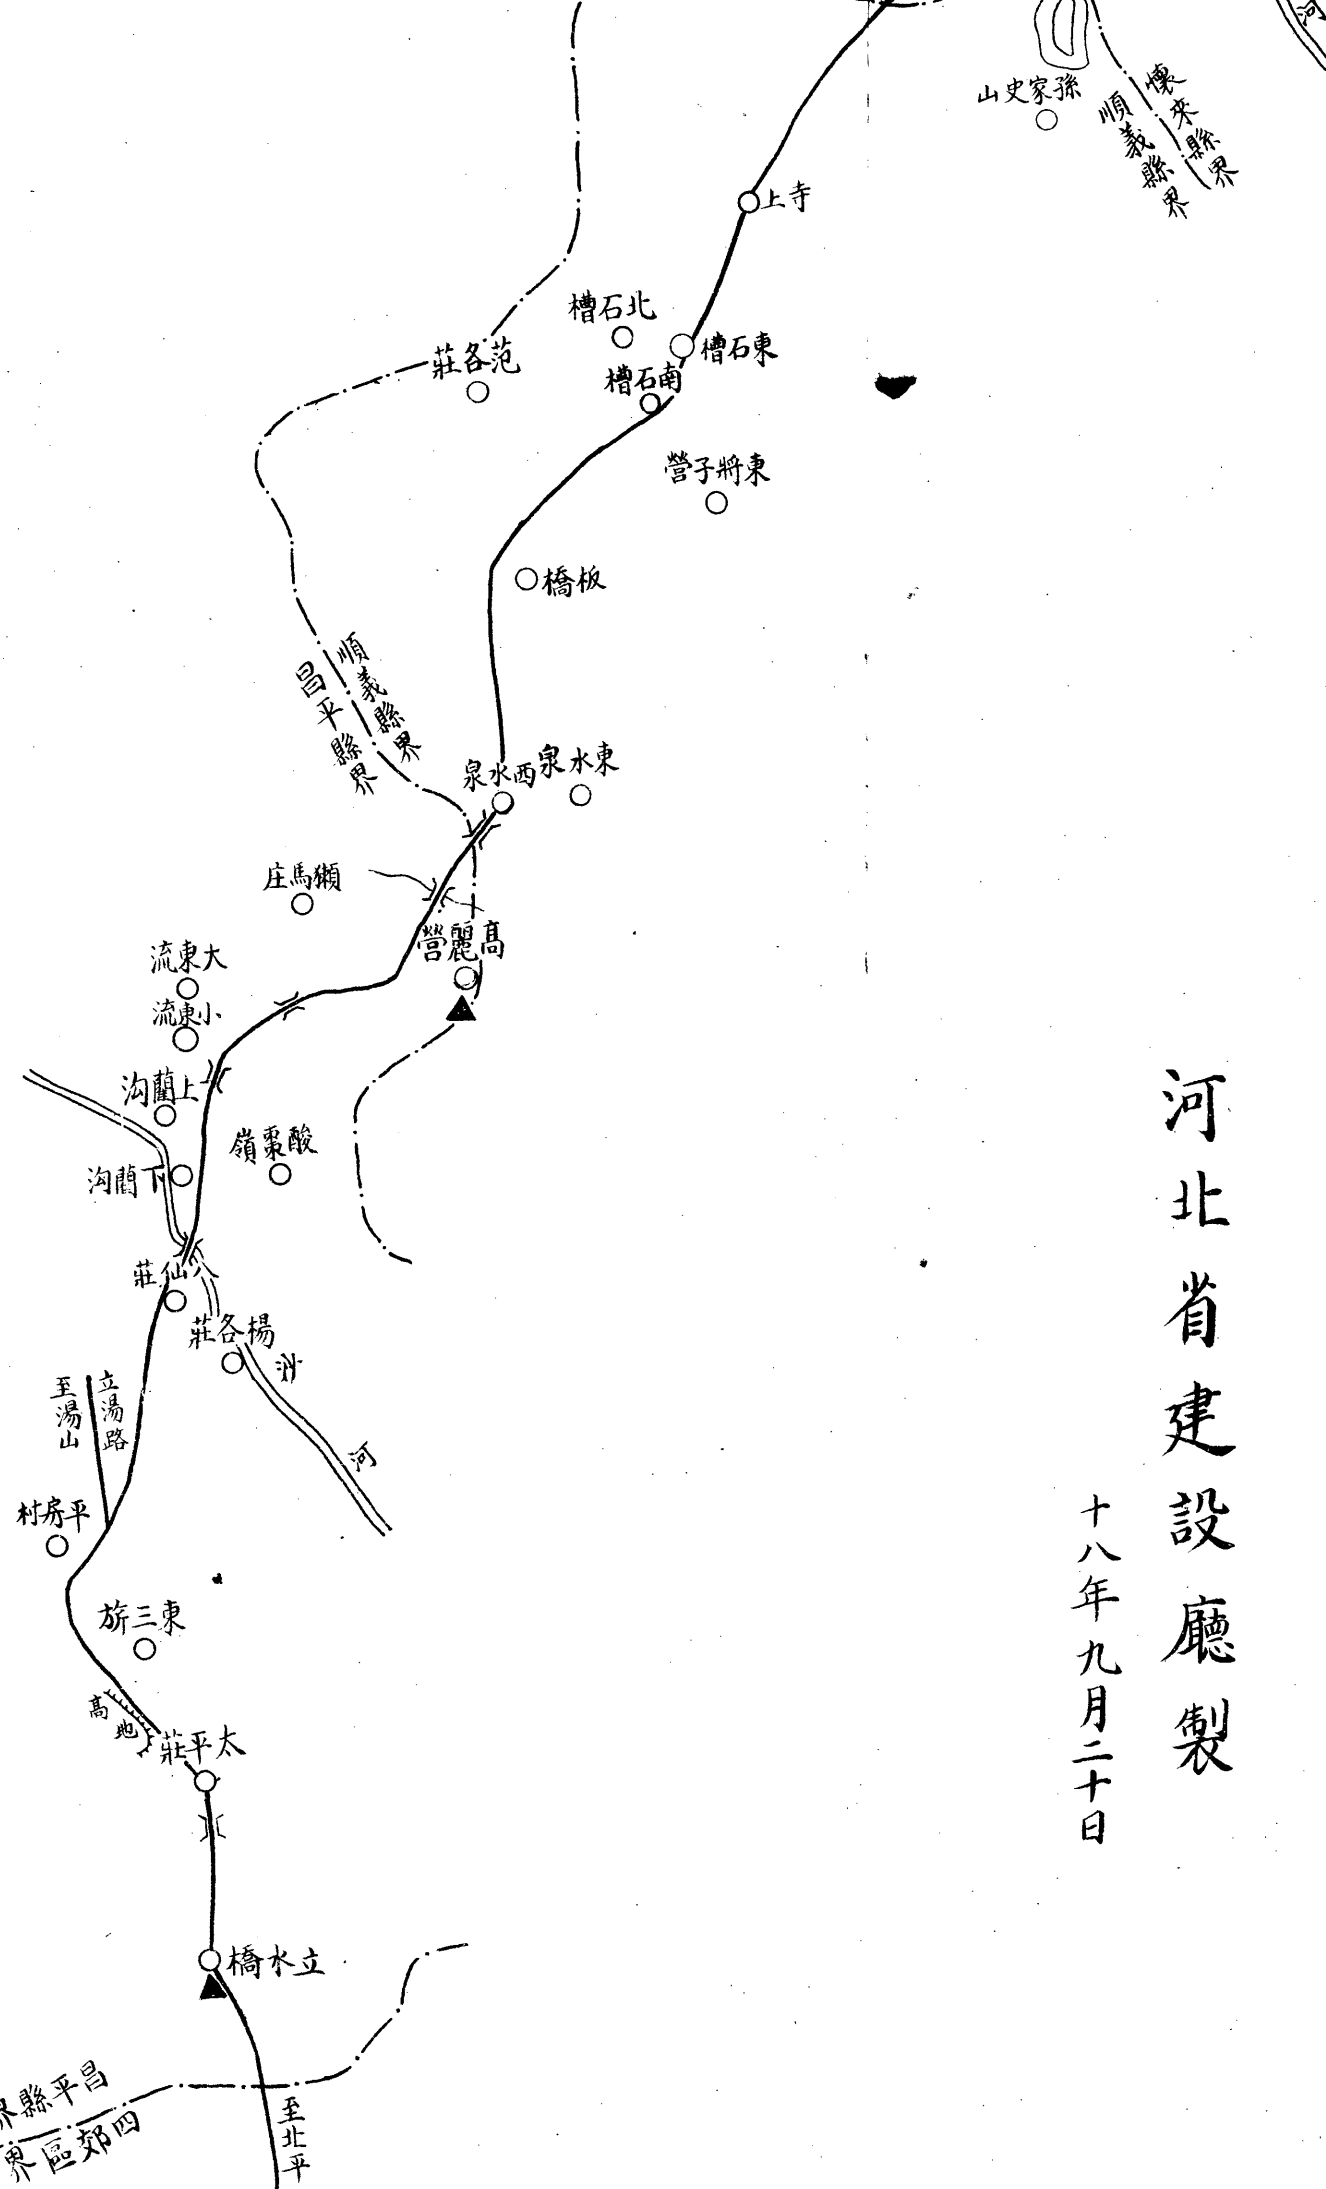 河
孫家史山
懷來縣界
順義縣界
上寺
北石槽
東石槽
范各莊
南石槽
東將子營
板橋
順義縣界
昌平縣界
東水泉
西水泉
獺馬庄
高麗營
大東流
小東流
上藺沟
酸棗嶺
下藺沟
八仙莊
楊各莊
沙河
立湯路
至湯山
平房村
東三旂
高地
太平莊
立水橋
昌平縣界
四郊區界
至北平
河北省建設廳製
十八年九月二十日